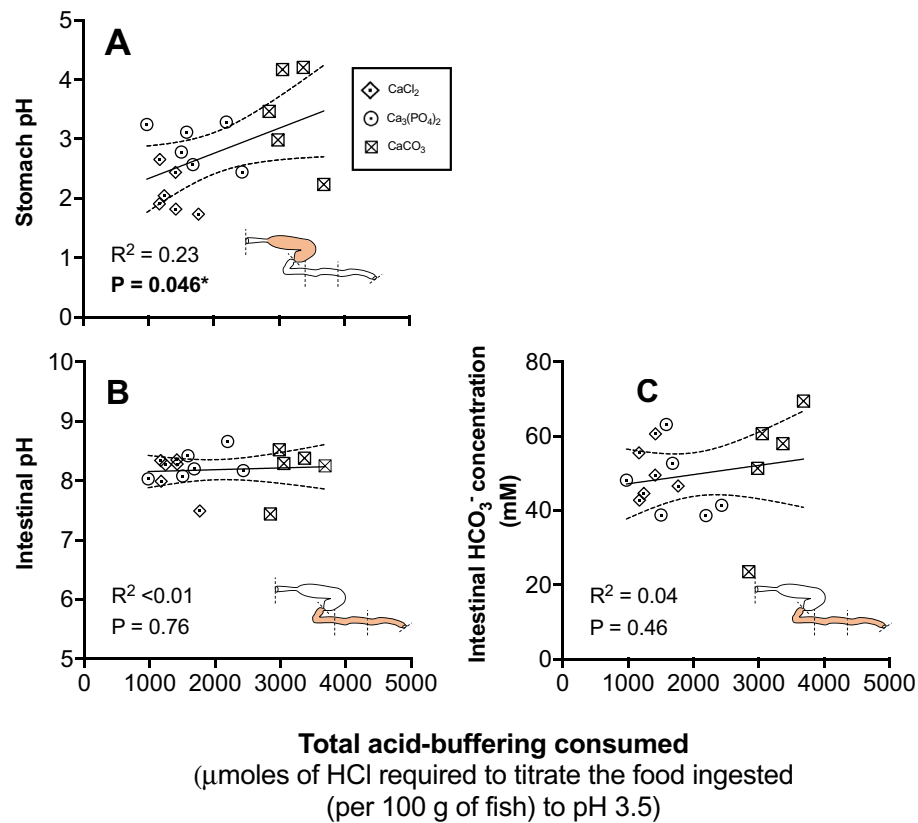 A
5
4
3
2
1
0
Stomach pH
CaCl2
Ca3(PO4)2
CaCO3
R2 = 0.23
P = 0.046*
B
10
9
8
7
6
5
Intestinal pH
R2 <0.01
P = 0.76
0 1000 2000 3000 4000 5000
C
80
60
40
20
0
Intestinal HCO3- concentration
(mM)
R2 = 0.04
P = 0.46
0 1000 2000 3000 4000 5000
Total acid-buffering consumed
(μmoles of HCl required to titrate the food ingested
(per 100 g of fish) to pH 3.5)